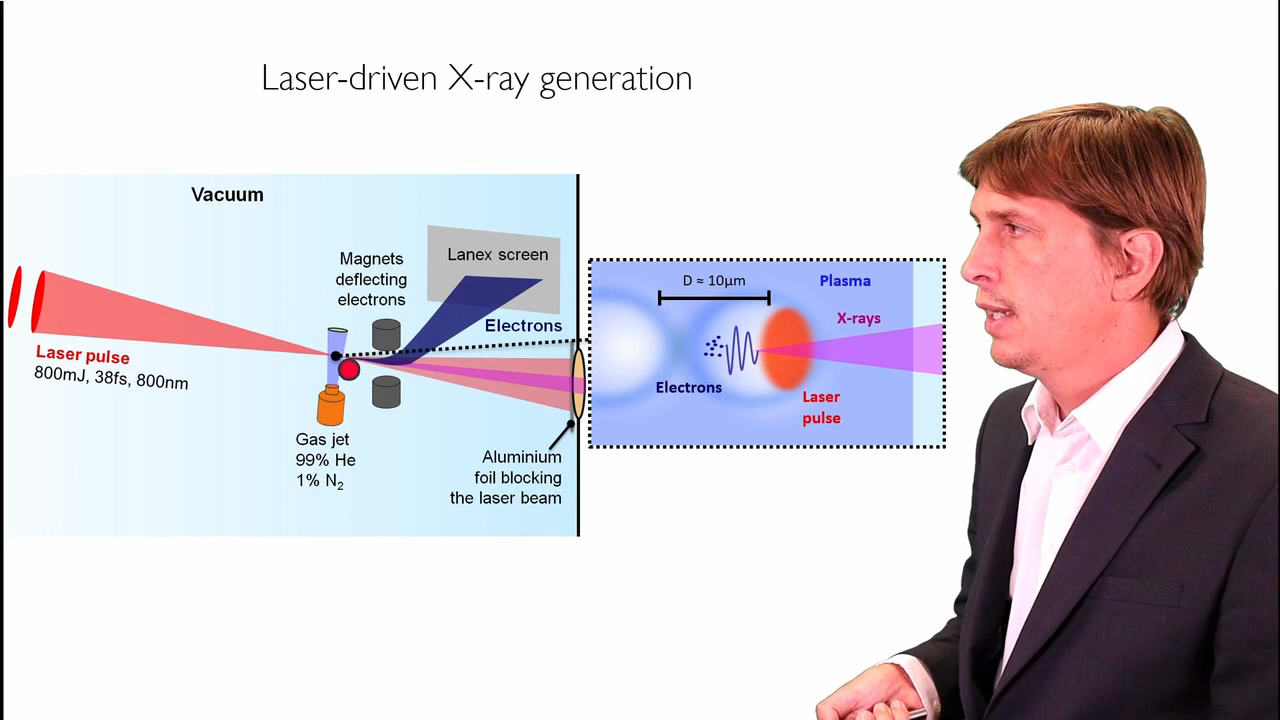 Laser-driven X-ray generation
Vacuum
Magnets
deflecting
electrons
Lanex screen
Electrons
Laser pulse
800mJ, 38fs, 800nm
Gas jet
99% He
1% N₂
Aluminium
foil blocking
the laser beam
D ≈ 10μm
Plasma
X-rays
Electrons
Laser
pulse